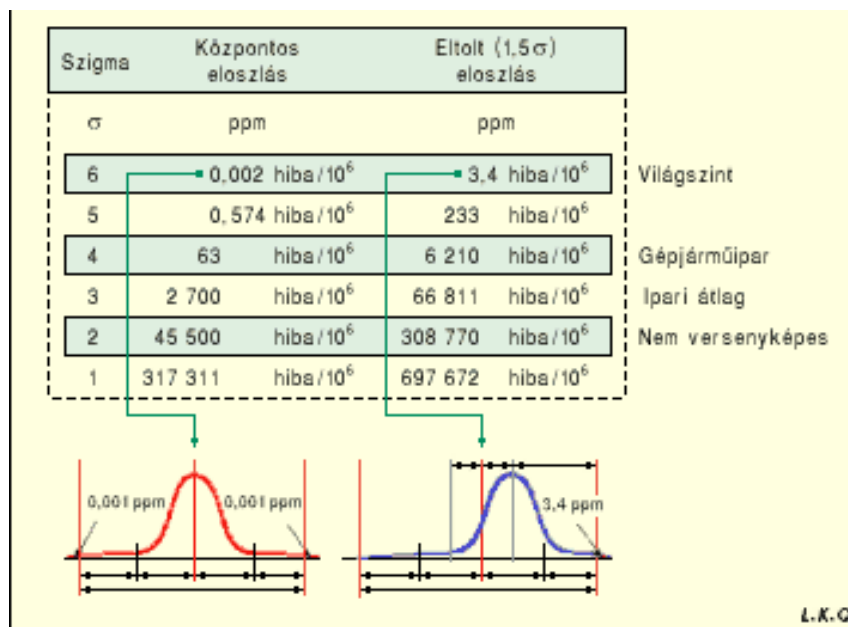 Szigma Központos eloszlás Eltolt (1,5σ) eloszlás
σ ppm ppm
6 0,002 hiba/10⁶ 3,4 hiba/10⁶ Világszint
5 0,574 hiba/10⁶ 233 hiba/10⁶
4 63 hiba/10⁶ 6 210 hiba/10⁶ Gépjárműipar
3 2 700 hiba/10⁶ 66 811 hiba/10⁶ Ipari átlag
2 45 500 hiba/10⁶ 308 770 hiba/10⁶ Nem versenyképes
1 317 311 hiba/10⁶ 697 672 hiba/10⁶
0,001 ppm 0,001 ppm 3,4 ppm
L.K.Q